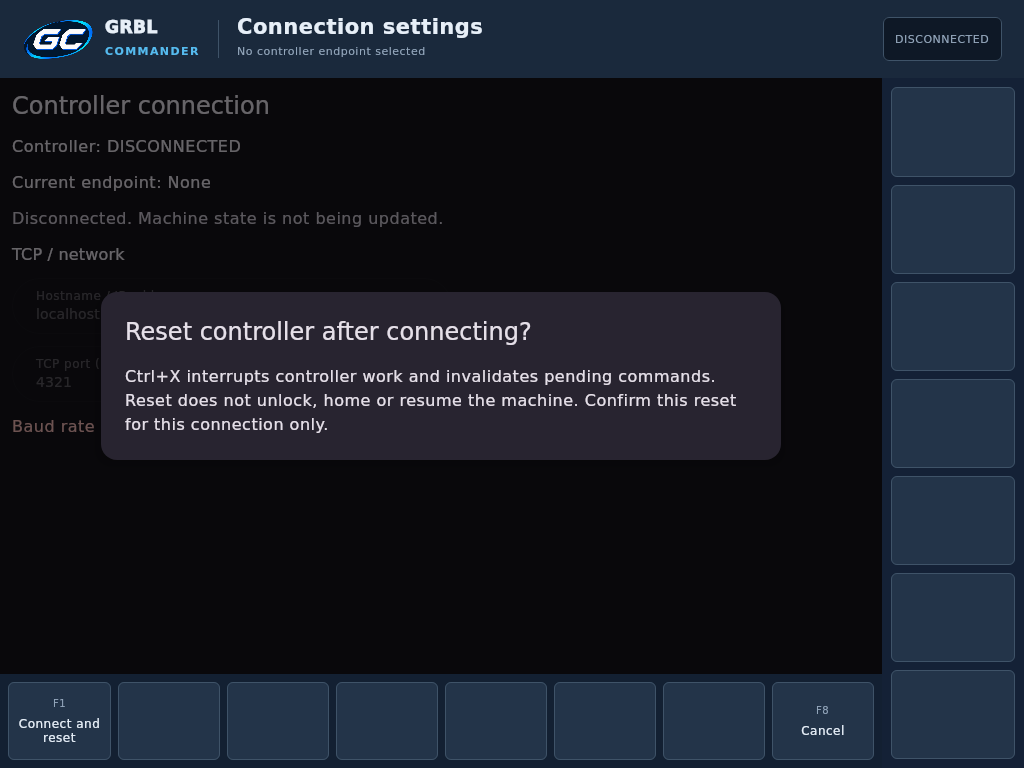 GC
GRBL
COMMANDER
Connection settings
No controller endpoint selected
DISCONNECTED
Controller connection
Controller: DISCONNECTED
Current endpoint: None
Disconnected. Machine state is not being updated.
TCP / network
Hostname
localhost
TCP port (
4321
Baud rate
Reset controller after connecting?
Ctrl+X interrupts controller work and invalidates pending commands.
Reset does not unlock, home or resume the machine. Confirm this reset
for this connection only.
F1
Connect and
reset
F8
Cancel